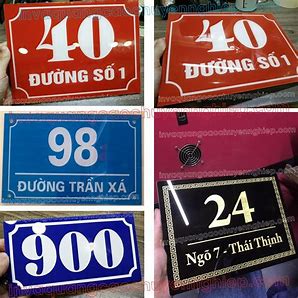 40
ĐƯỜNG SỐ 1
40
ĐƯỜNG SỐ 1
98
ĐƯỜNG TRẦN XÁ
900
24
Ngõ 7 - Thái Thịnh